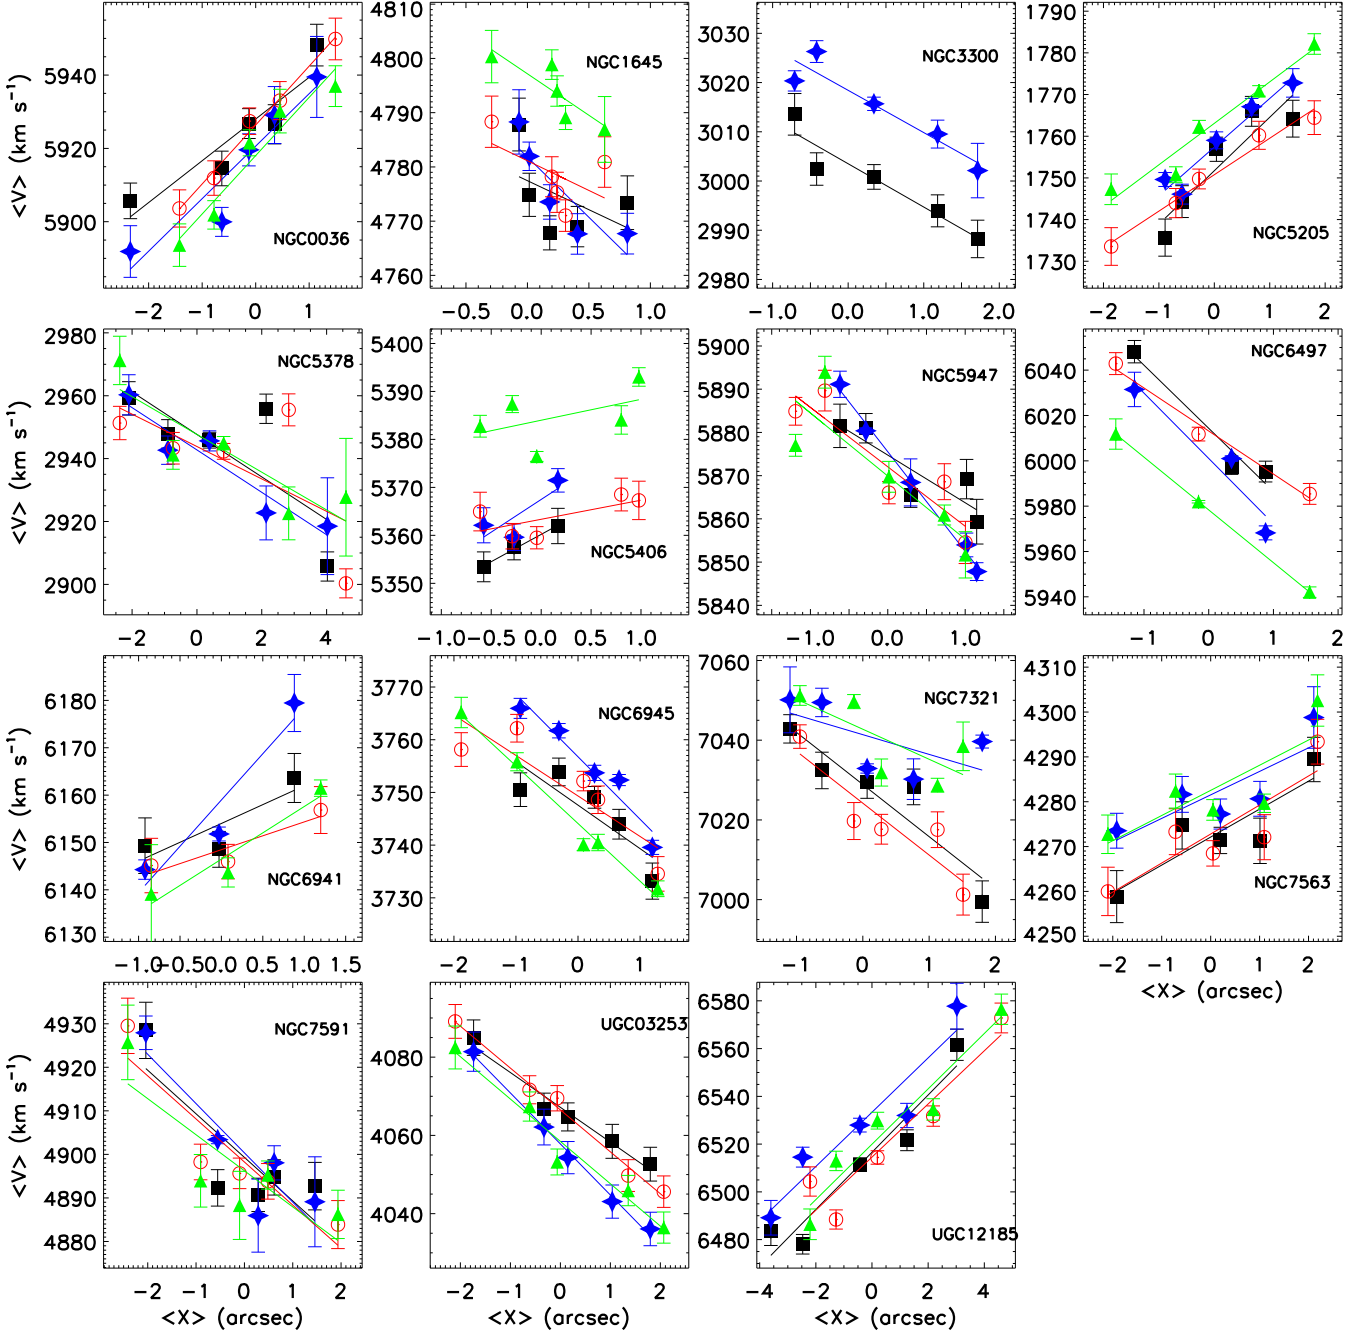 5940
5920
5900
<V> (km s⁻¹)
−2 −1 0 1
NGC0036
4810
4800
4790
4780
4770
4760
−0.5 0.0 0.5 1.0
NGC1645
3030
3020
3010
3000
2990
2980
−1.0 0.0 1.0 2.0
NGC3300
1790
1780
1770
1760
1750
1740
1730
−2 −1 0 1 2
NGC5205
2980
2960
2940
2920
2900
<V> (km s⁻¹)
−2 0 2 4
NGC5378
5400
5390
5380
5370
5360
5350
−1.0 −0.5 0.0 0.5 1.0
NGC5406
5900
5890
5880
5870
5860
5850
5840
−1.0 0.0 1.0
NGC5947
6040
6020
6000
5980
5960
5940
−1 0 1 2
NGC6497
6180
6170
6160
6150
6140
6130
<V> (km s⁻¹)
−1.0 −0.5 0.0 0.5 1.0 1.5
NGC6941
3770
3760
3750
3740
3730
−2 −1 0 1
NGC6945
7060
7040
7020
7000
−1 0 1 2
NGC7321
4310
4300
4290
4280
4270
4260
4250
−2 −1 0 1 2
<X> (arcsec)
NGC7563
4930
4920
4910
4900
4890
4880
<V> (km s⁻¹)
−2 −1 0 1 2
<X> (arcsec)
NGC7591
4080
4060
4040
−2 −1 0 1 2
<X> (arcsec)
UGC03253
6580
6560
6540
6520
6500
6480
−4 −2 0 2 4
<X> (arcsec)
UGC12185